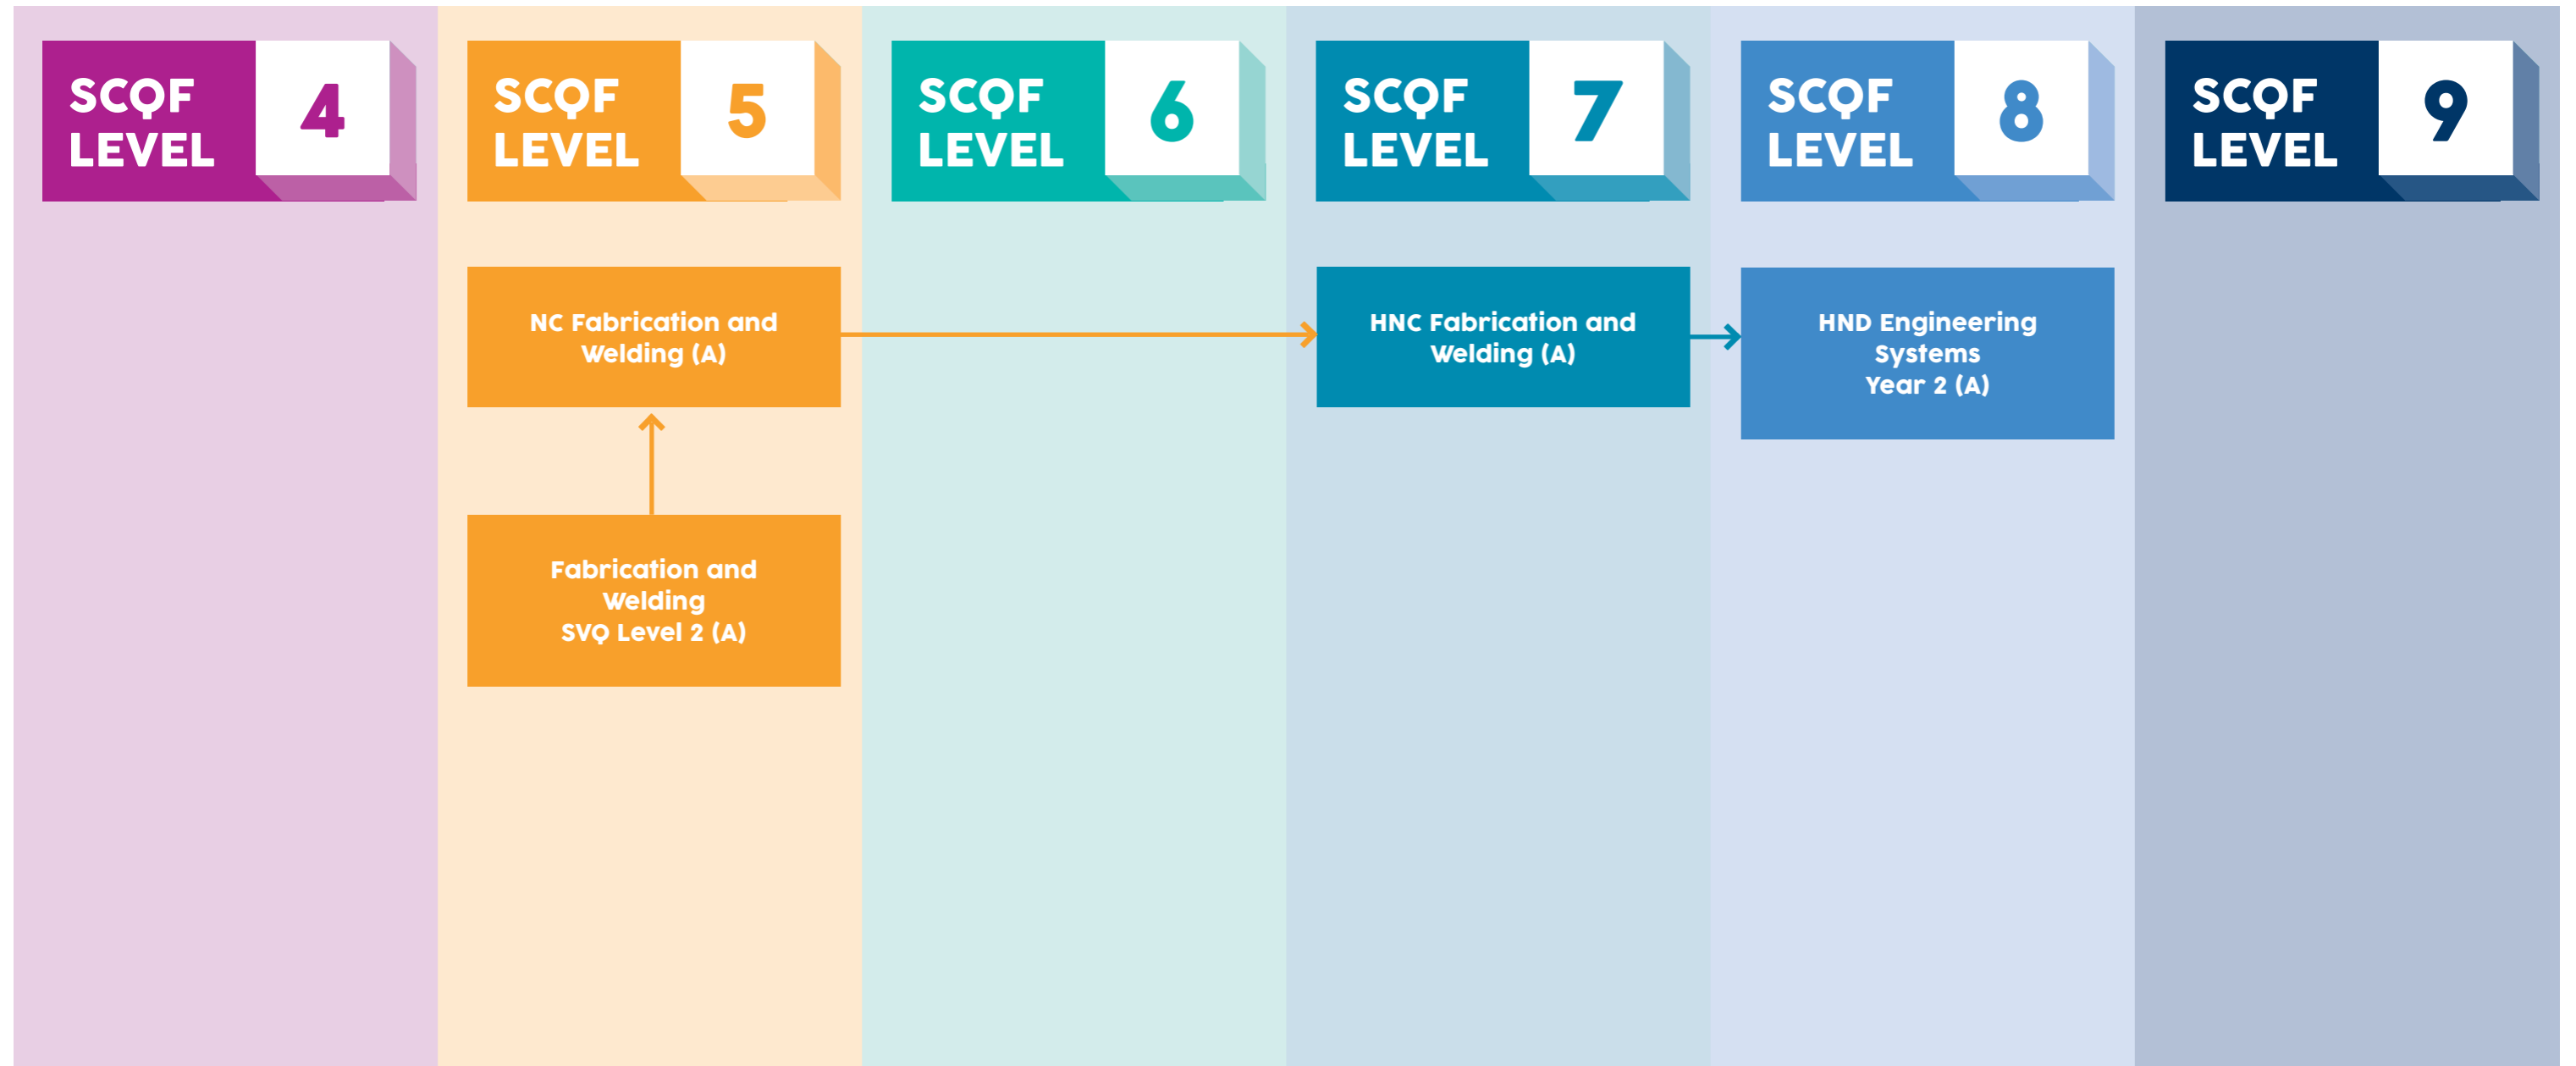 SCQF
LEVEL
4
SCQF
LEVEL
5
SCQF
LEVEL
6
SCQF
LEVEL
7
SCQF
LEVEL
8
SCQF
LEVEL
9
NC Fabrication and
Welding (A)
HNC Fabrication and
Welding (A)
HND Engineering
Systems
Year 2 (A)
Fabrication and
Welding
SVQ Level 2 (A)